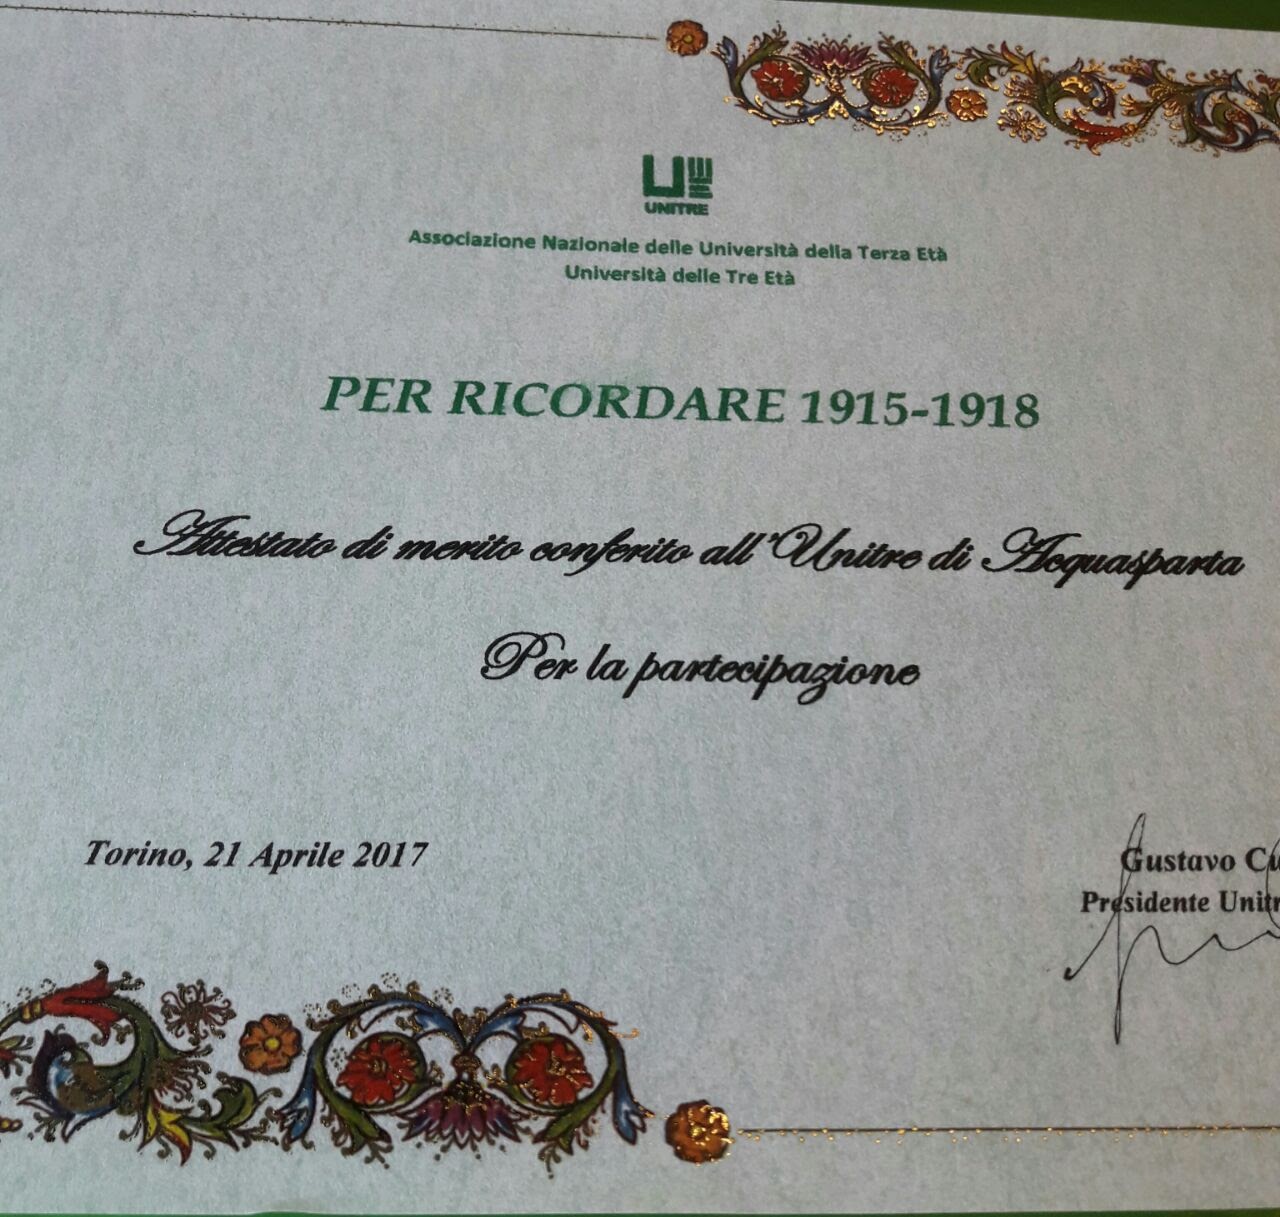 UNITRE
Associazione Nazionale delle Università della Terza Età
Università delle Tre Età
PER RICORDARE 1915-1918
Attestato di merito conferito all'Unitre di Acquasparta
Per la partecipazione
Torino, 21 Aprile 2017
Gustavo
Presidente